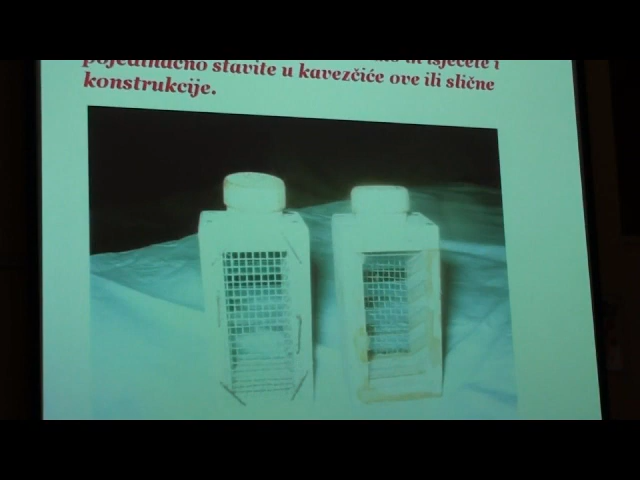 pojedinačno stavite u kavezčiće ove ili slične
konstrukcije.